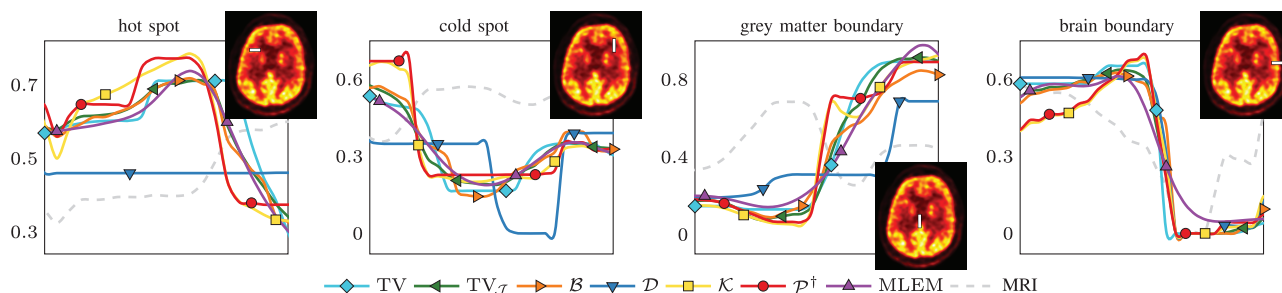 hot spot
cold spot
grey matter boundary
brain boundary
0.7
0.5
0.3
0.6
0.3
0
0.8
0.4
0
0.6
0.3
0
TV TV𝒥 ℬ 𝒟 𝒦 𝒫† MLEM MRI